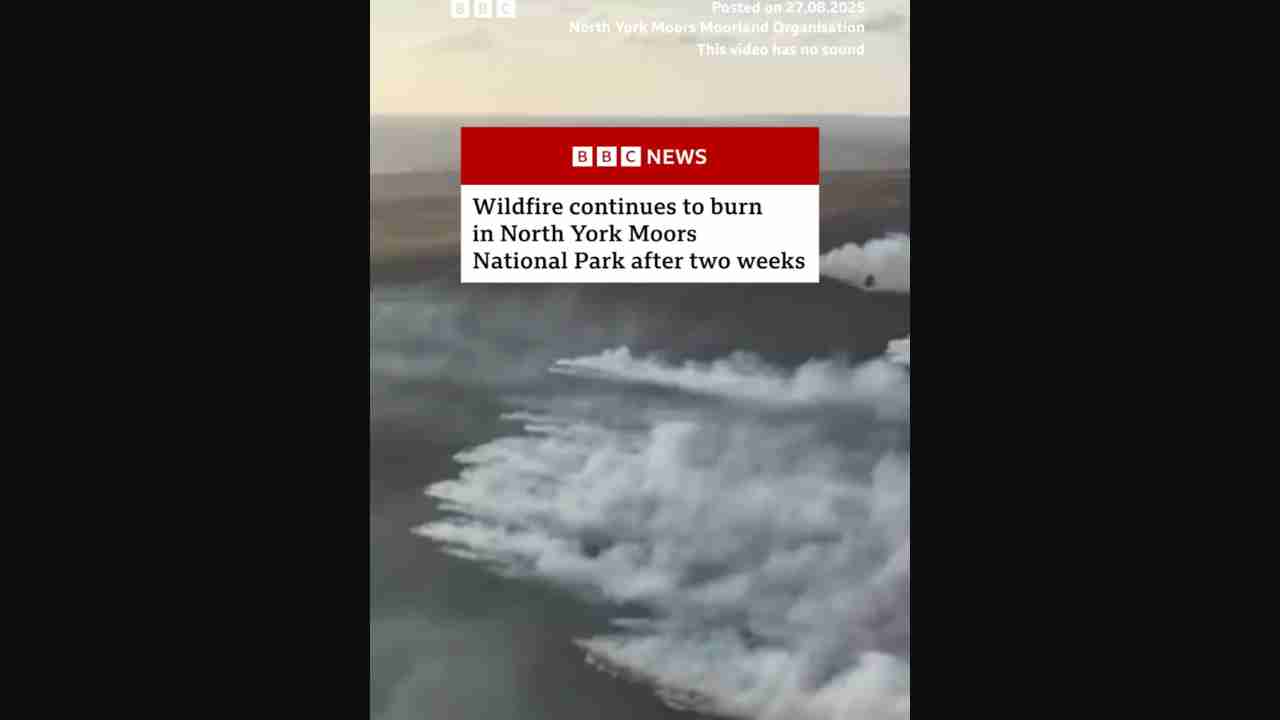 BBC
Posted on 27.08.2025
North York Moors Moorland Organisation
This video has no sound
BBC NEWS
Wildfire continues to burn
in North York Moors
National Park after two weeks